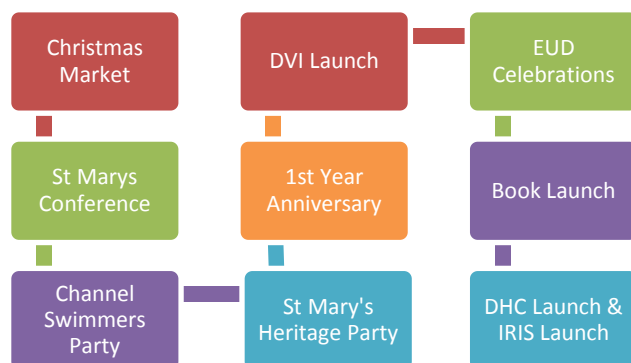 Christmas
Market
St Marys
Conference
Channel
Swimmers
Party
St Mary's
Heritage Party
1st Year
Anniversary
DVI Launch
EUD
Celebrations
Book Launch
DHC Launch &
IRIS Launch